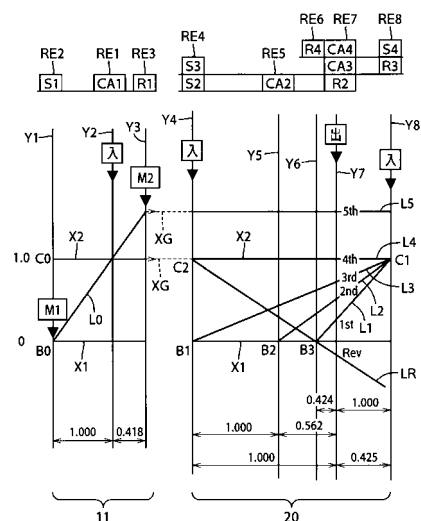 RE6 RE7 RE8
RE2 RE1 RE3 RE4 RE5 R4 CA4 S4
S3 CA3 R3
S1 CA1 R1 S2 CA2 R2
Y1 Y2 Y3 Y4 Y5 Y6 Y7 Y8
入 M2 入 出 入
5th L5
XG
1.0 C0 X2 C2 X2 4th L4 C1
XG
3rd L3
2nd L2
M1 L0 1st L1
0 B0 X1 B1 X1 B2 B3 Rev
LR
0.424 1.000
1.000 0.418 1.000 0.562
1.000 0.425
11 20